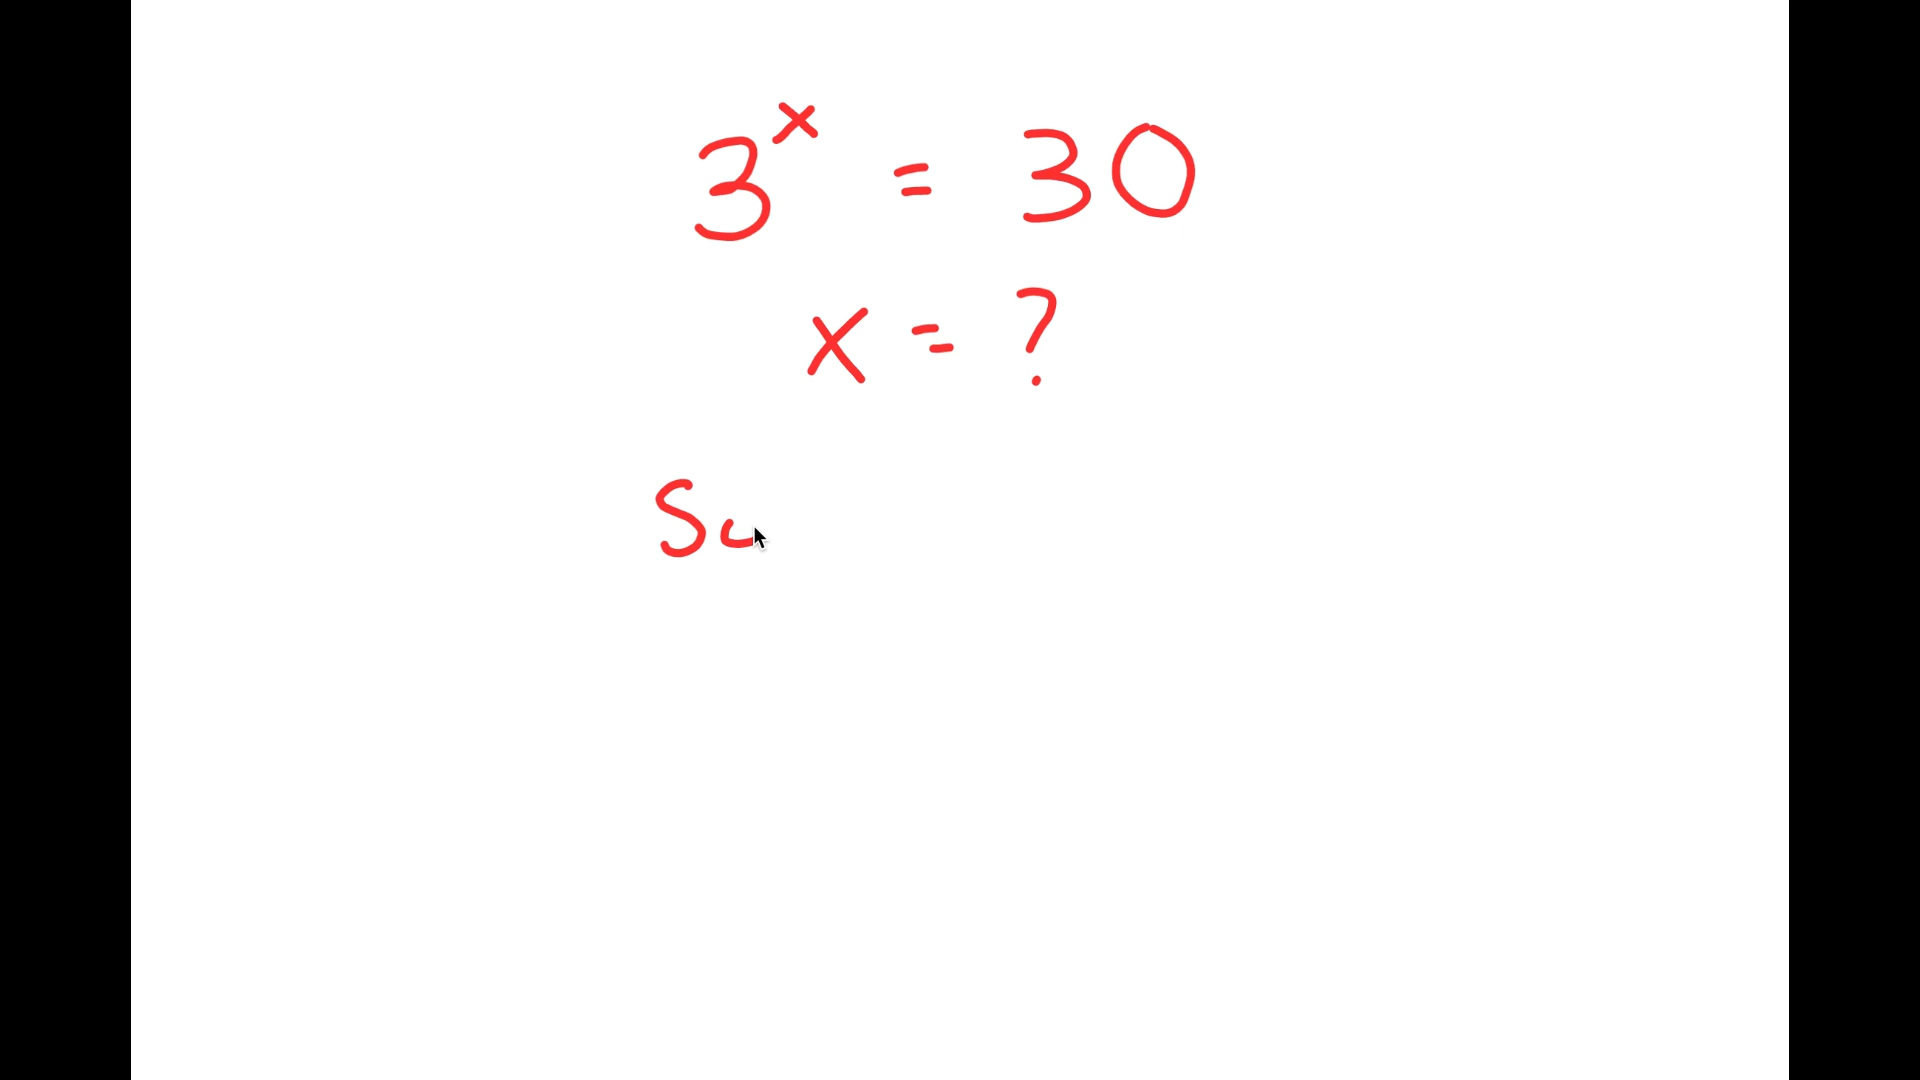 3^x = 30
x = ?
S